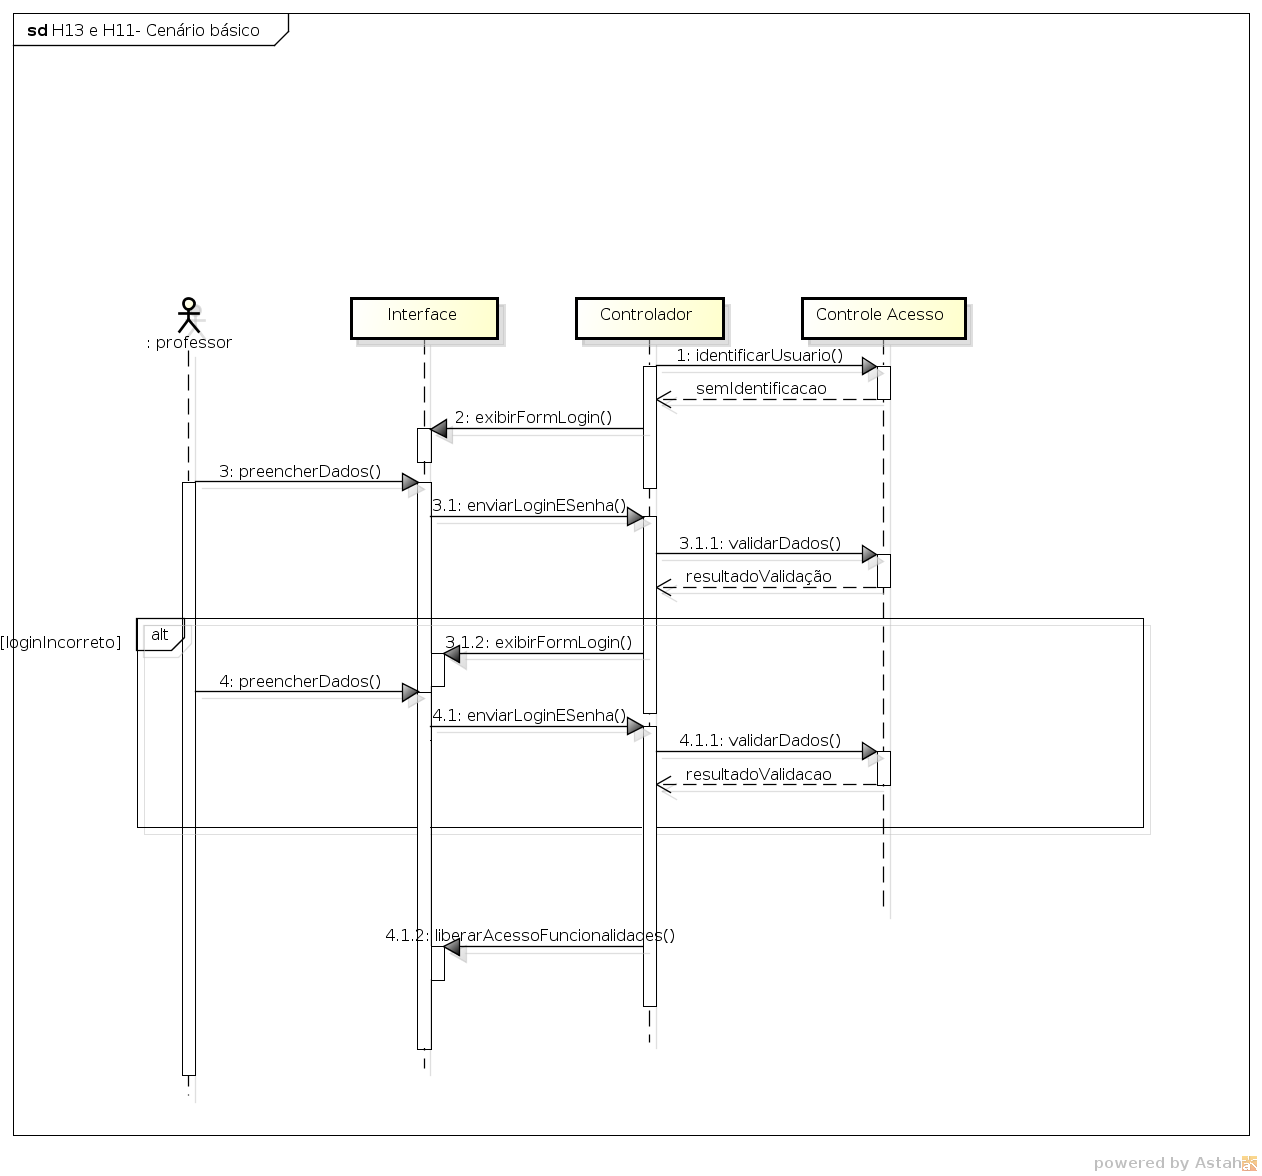 sd H13 e H11- Cenário básico
: professor
Interface
Controlador
Controle Acesso
1: identificarUsuario()
semIdentificacao
2: exibirFormLogin()
3: preencherDados()
3.1: enviarLoginESenha()
3.1.1: validarDados()
resultadoValidação
alt
[loginIncorreto]
3.1.2: exibirFormLogin()
4: preencherDados()
4.1: enviarLoginESenha()
4.1.1: validarDados()
resultadoValidacao
4.1.2: liberarAcessoFuncionalidades()
powered by Astah